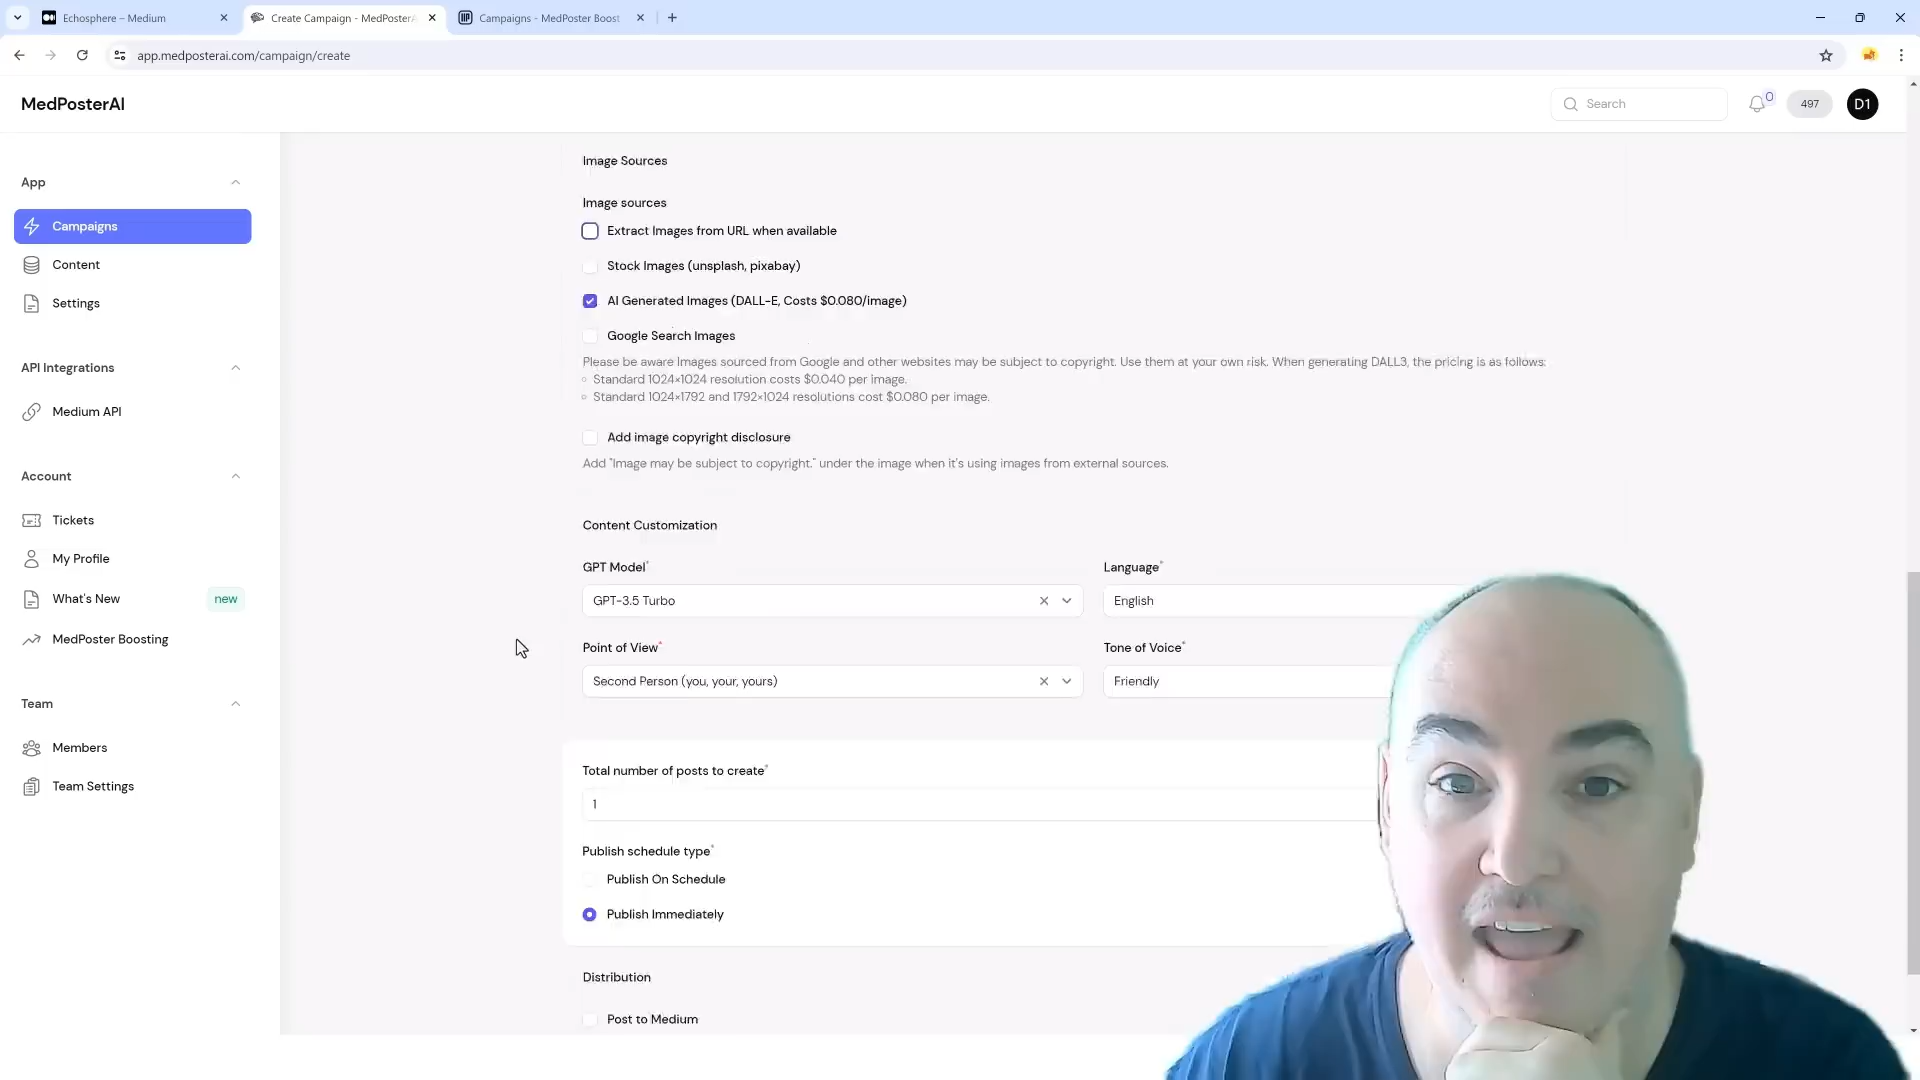 Echosphere – Medium
Create Campaign - MedPosterA
Campaigns - MedPoster Boost
app.medposterai.com/campaign/create
MedPosterAI
Search
0
497
D1
App
Campaigns
Content
Settings
API Integrations
Medium API
Account
Tickets
My Profile
What's New
new
MedPoster Boosting
Team
Members
Team Settings
Image Sources
Image sources
Extract Images from URL when available
Stock Images (unsplash, pixabay)
AI Generated Images (DALL-E, Costs $0.080/image)
Google Search Images
Please be aware Images sourced from Google and other websites may be subject to copyright. Use them at your own risk. When generating DALL3, the pricing is as follows:
Standard 1024×1024 resolution costs $0.040 per image.
Standard 1024×1792 and 1792×1024 resolutions cost $0.080 per image.
Add image copyright disclosure
Add "Image may be subject to copyright." under the image when it's using images from external sources.
Content Customization
GPT Model*
Language*
GPT-3.5 Turbo
English
Point of View*
Tone of Voice*
Second Person (you, your, yours)
Friendly
Total number of posts to create*
1
Publish schedule type*
Publish On Schedule
Publish Immediately
Distribution
Post to Medium